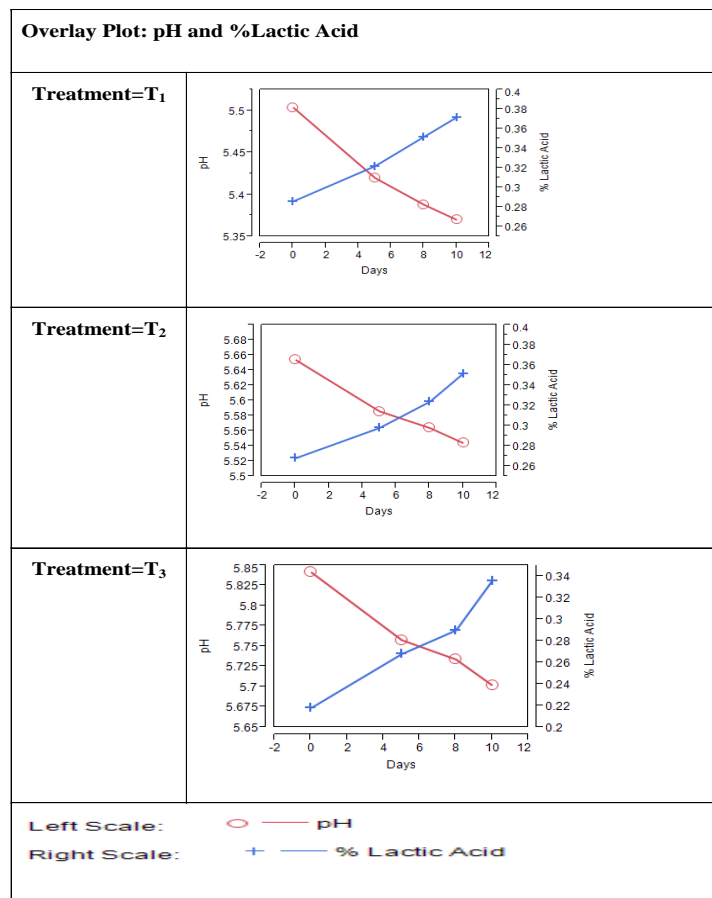 Overlay Plot: pH and %Lactic Acid
Treatment=T₁
5.5
5.45
5.4
5.35
pH
0.4
0.38
0.36
0.34
0.32
0.3
0.28
0.26
% Lactic Acid
-2 0 2 4 6 8 10 12
Days
Treatment=T₂
5.68
5.66
5.64
5.62
5.6
5.58
5.56
5.54
5.52
5.5
pH
0.4
0.38
0.36
0.34
0.32
0.3
0.28
0.26
% Lactic Acid
-2 0 2 4 6 8 10 12
Days
Treatment=T₃
5.85
5.825
5.8
5.775
5.75
5.725
5.7
5.675
5.65
pH
0.34
0.32
0.3
0.28
0.26
0.24
0.22
0.2
% Lactic Acid
-2 0 2 4 6 8 10 12
Days
Left Scale: pH
Right Scale: % Lactic Acid